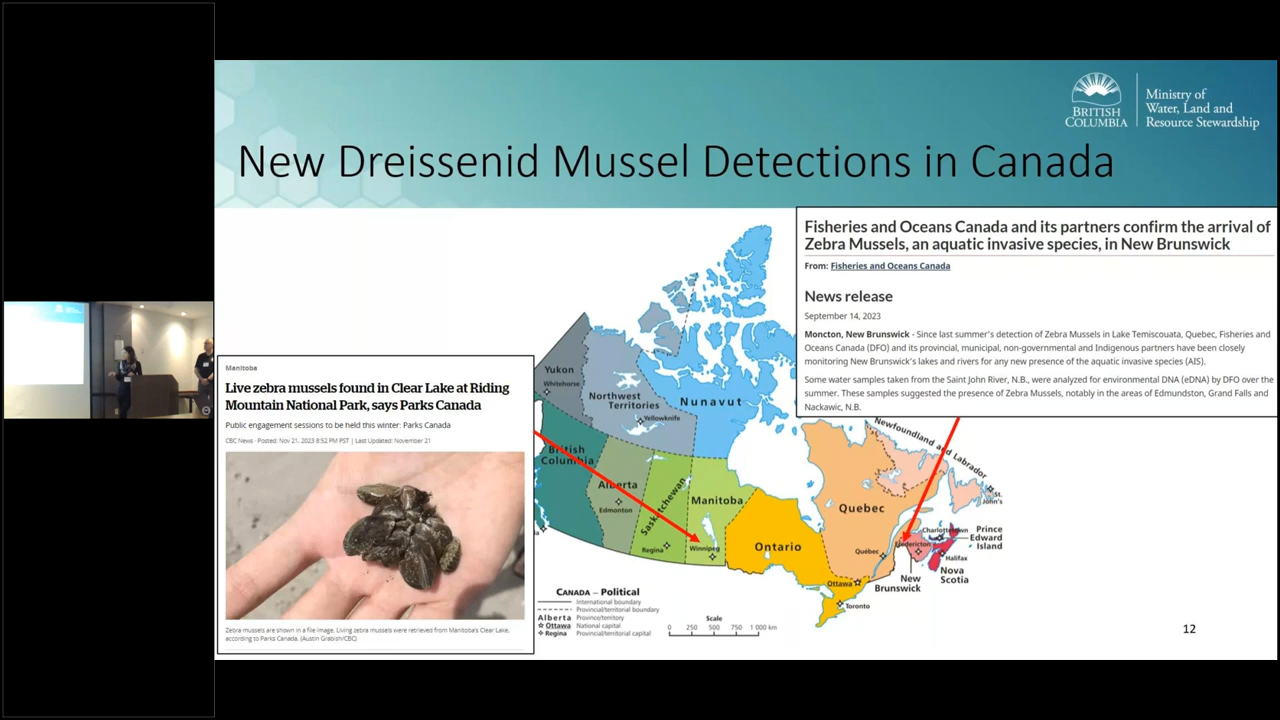 BRITISH
COLUMBIA
Ministry of
Water, Land and
Resource Stewardship
New Dreissenid Mussel Detections in Canada
Fisheries and Oceans Canada and its partners confirm the arrival of
Zebra Mussels, an aquatic invasive species, in New Brunswick
From: Fisheries and Oceans Canada
News release
September 14, 2023
Moncton, New Brunswick - Since last summer's detection of Zebra Mussels in Lake Temiscouata, Quebec, Fisheries and
Oceans Canada (DFO) and its provincial, municipal, non-governmental and Indigenous partners have been closely
monitoring New Brunswick's lakes and rivers for any new presence of the aquatic invasive species (AIS).
Some water samples taken from the Saint John River, N.B., were analyzed for environmental DNA (eDNA) by DFO over the
summer. These samples suggested the presence of Zebra Mussels, notably in the areas of Edmundston, Grand Falls and
Nackawic, N.B.
Manitoba
Live zebra mussels found in Clear Lake at Riding
Mountain National Park, says Parks Canada
Public engagement sessions to be held this winter: Parks Canada
CBC News · Posted: Nov 21, 2023 8:52 PM PST | Last Updated: November 21
Zebra mussels are shown in a file image. Living zebra mussels were retrieved from Manitoba's Clear Lake,
according to Parks Canada. (Austin Grabish/CBC)
Yukon
Whitehorse
Northwest
Territories
Yellowknife
Nunavut
British
Columbia
Alberta
Edmonton
Saskatchewan
Regina
Manitoba
Winnipeg
Ontario
Ottawa
Toronto
Quebec
Québec
Newfoundland and Labrador
St.
John's
Charlottetown
Prince
Edward
Island
Fredericton
Halifax
Nova
Scotia
New
Brunswick
CANADA – Political
International boundary
Provincial/territorial boundary
Alberta Province/territory
Ottawa National capital
Regina Provincial/territorial capital
Scale
0 250 500 750 1 000 km
12